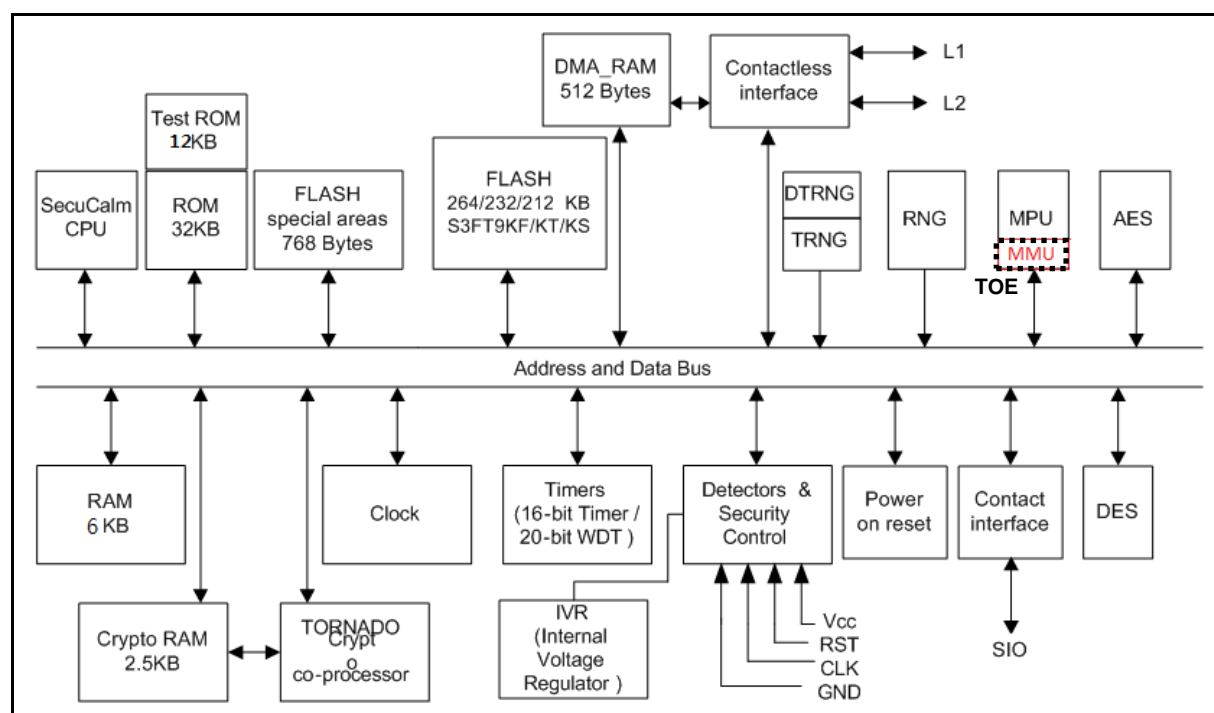 DMA_RAM
512 Bytes
Contactless
interface
L1
L2
Test ROM
12KB
SecuCalm
CPU
ROM
32KB
FLASH
special areas
768 Bytes
FLASH
264/232/212 KB
S3FT9KF/KT/KS
DTRNG
TRNG
RNG
MPU
MMU
TOE
AES
Address and Data Bus
RAM
6 KB
Clock
Timers
(16-bit Timer /
20-bit WDT )
Detectors &
Security
Control
Power
on reset
Contact
interface
DES
Crypto RAM
2.5KB
TORNADO
Crypt
o
co-processor
IVR
(Internal
Voltage
Regulator )
Vcc
RST
CLK
GND
SIO